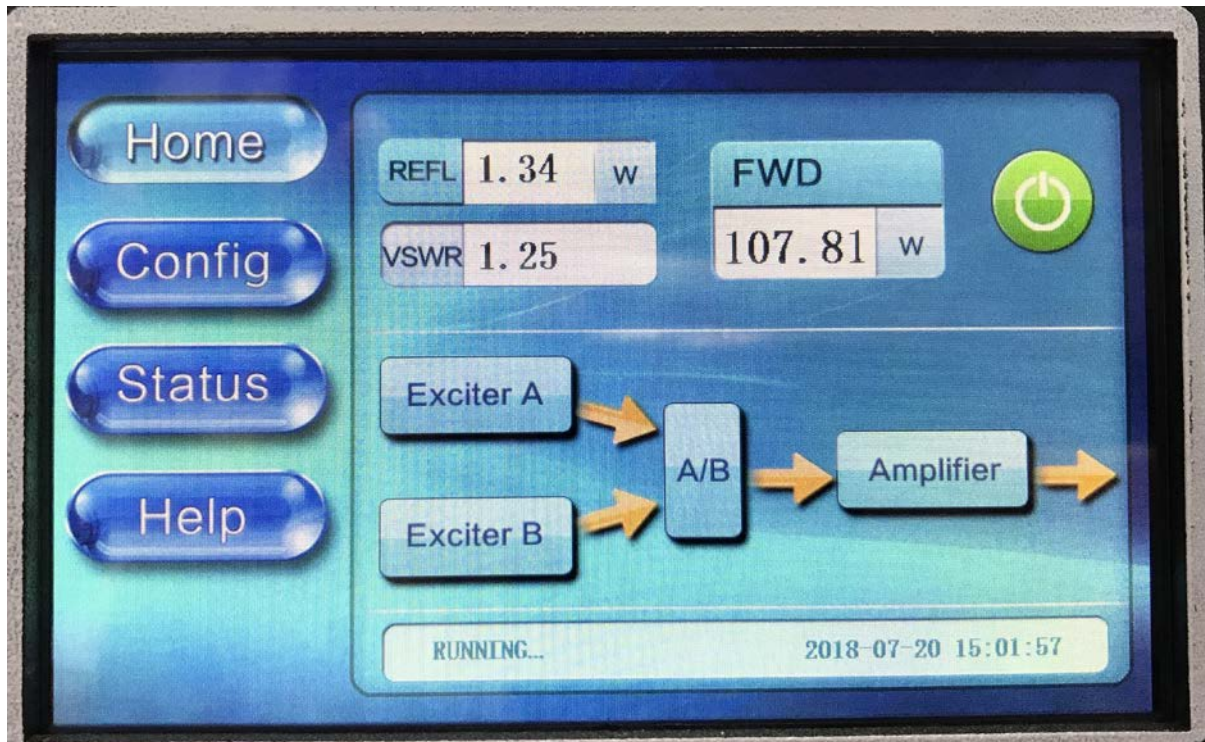 Home
Config
Status
Help
REFL 1.34 W
VSWR 1.25
FWD
107.81 W
Exciter A
Exciter B
A/B
Amplifier
RUNNING... 2018-07-20 15:01:57